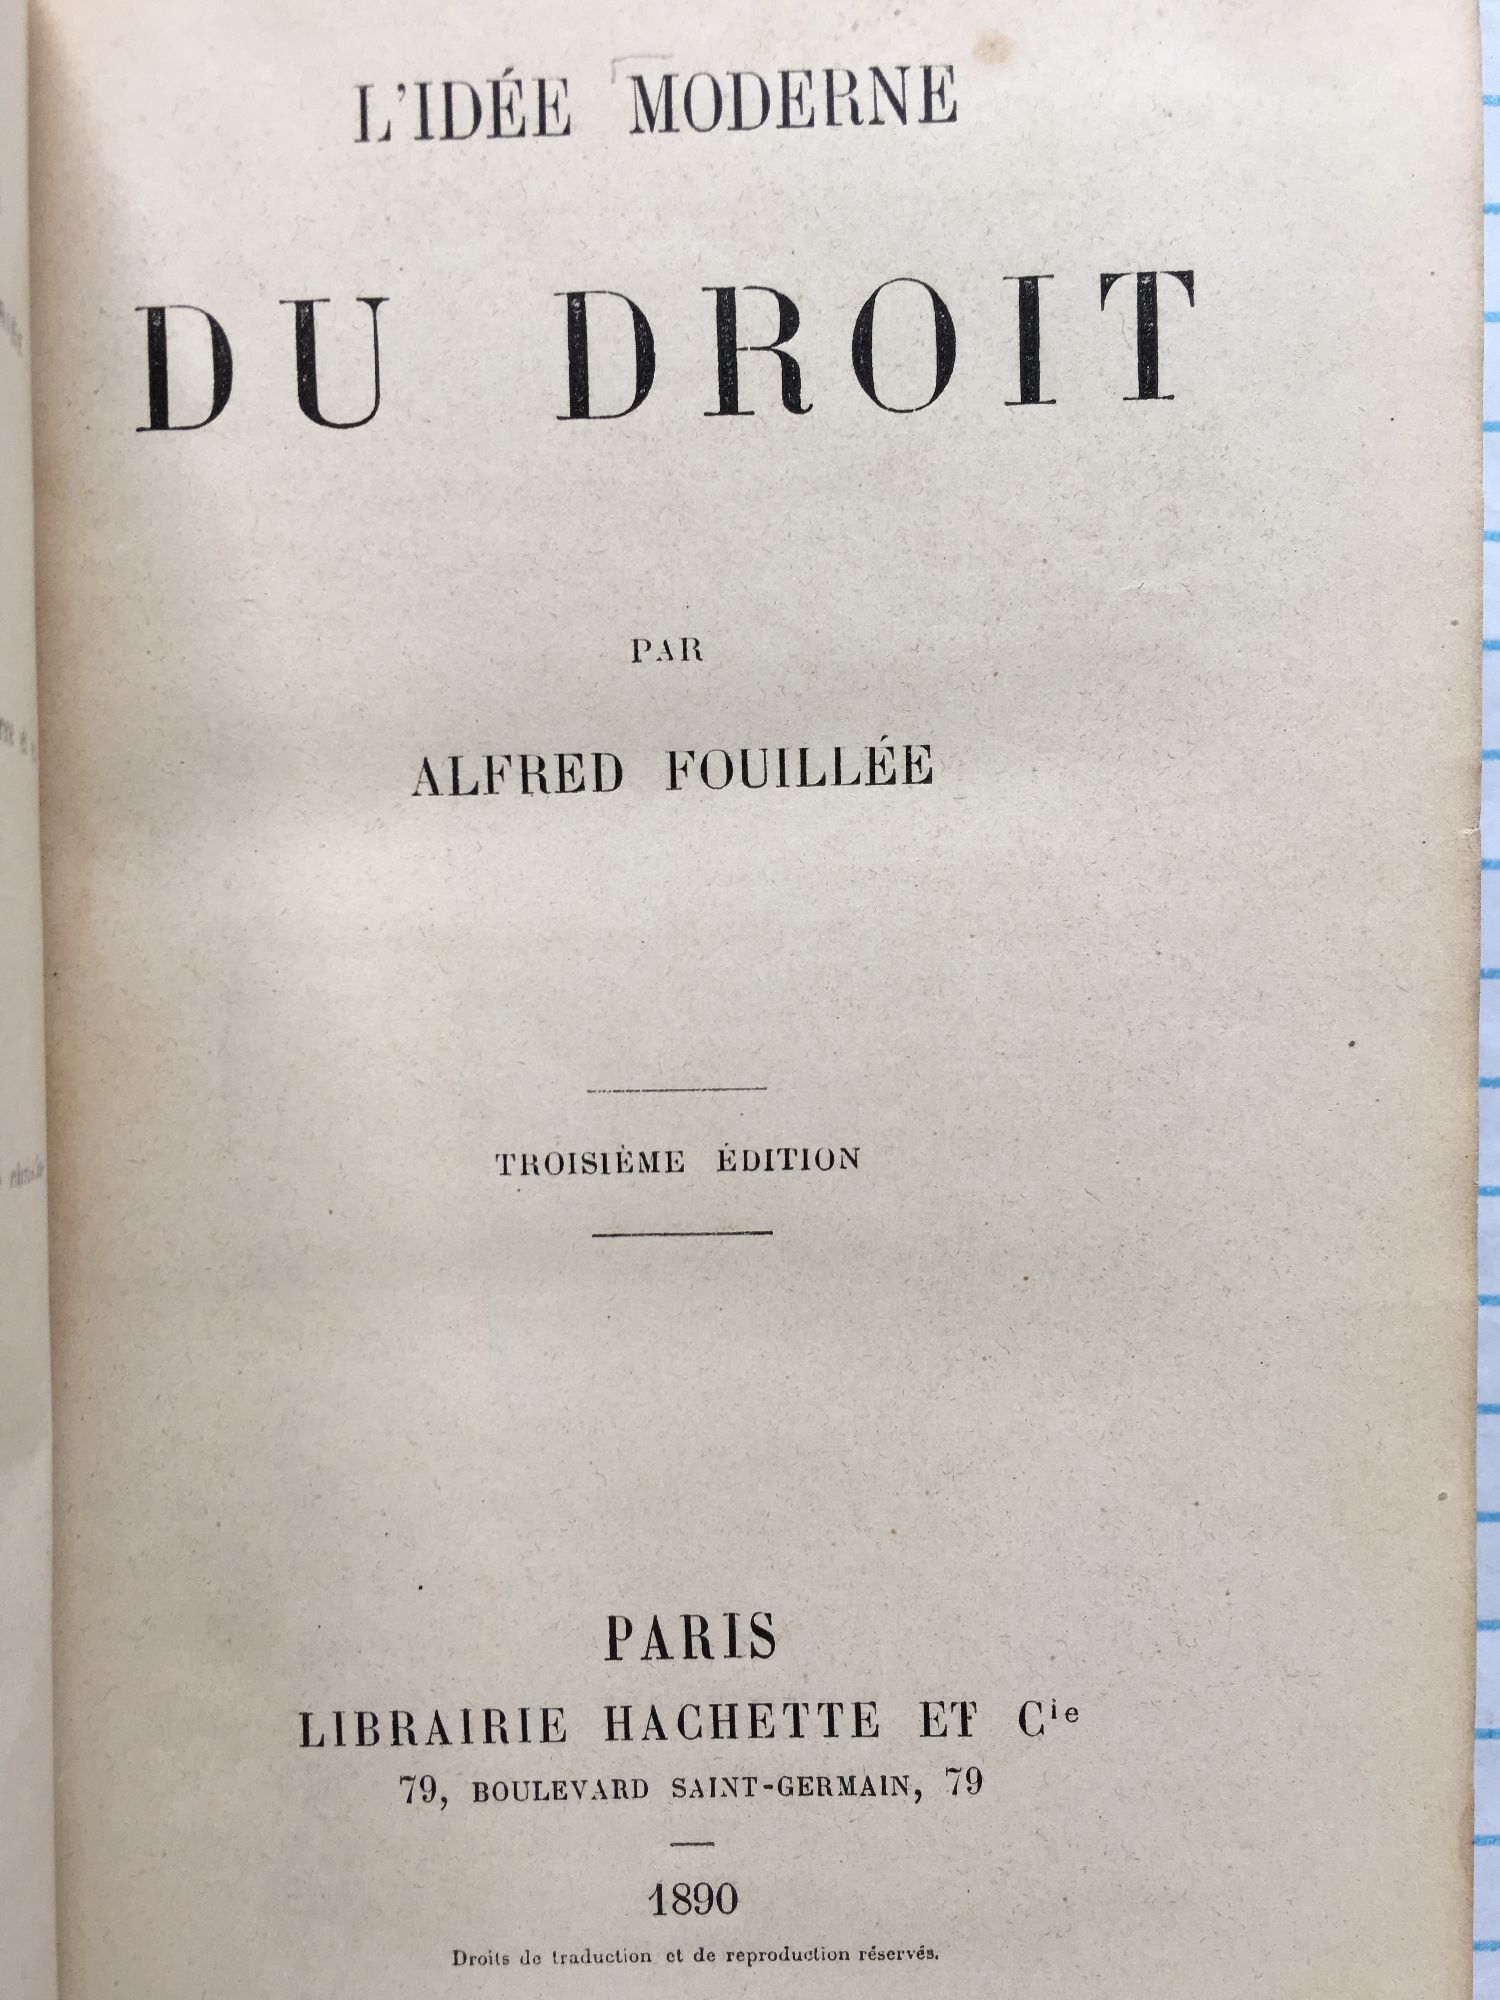 L'IDÉE MODERNE
DU DROIT
PAR
ALFRED FOUILLÉE
TROISIÈME ÉDITION
PARIS
LIBRAIRIE HACHETTE ET Cie
79, BOULEVARD SAINT-GERMAIN, 79
1890
Droits de traduction et de reproduction réservés.